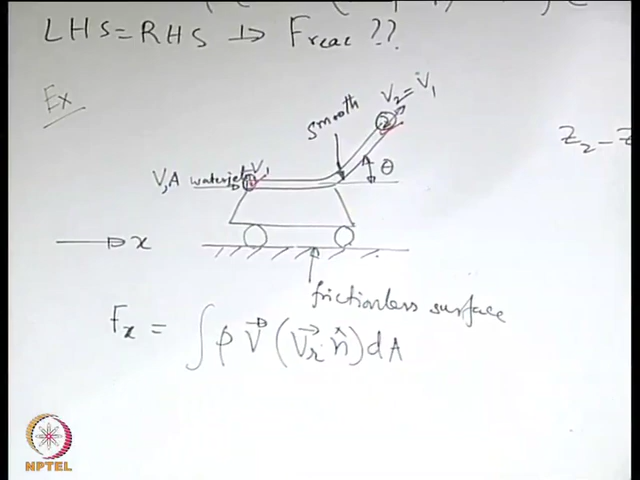 LHS=RHS → Freac ??
Ex
V₂=V₁
smooth
V,A waterjet V₁
θ
Z₂ –
→ x
frictionless surface
Fx = ∫ρ V⃗ (V⃗r n̂) dA
NPTEL